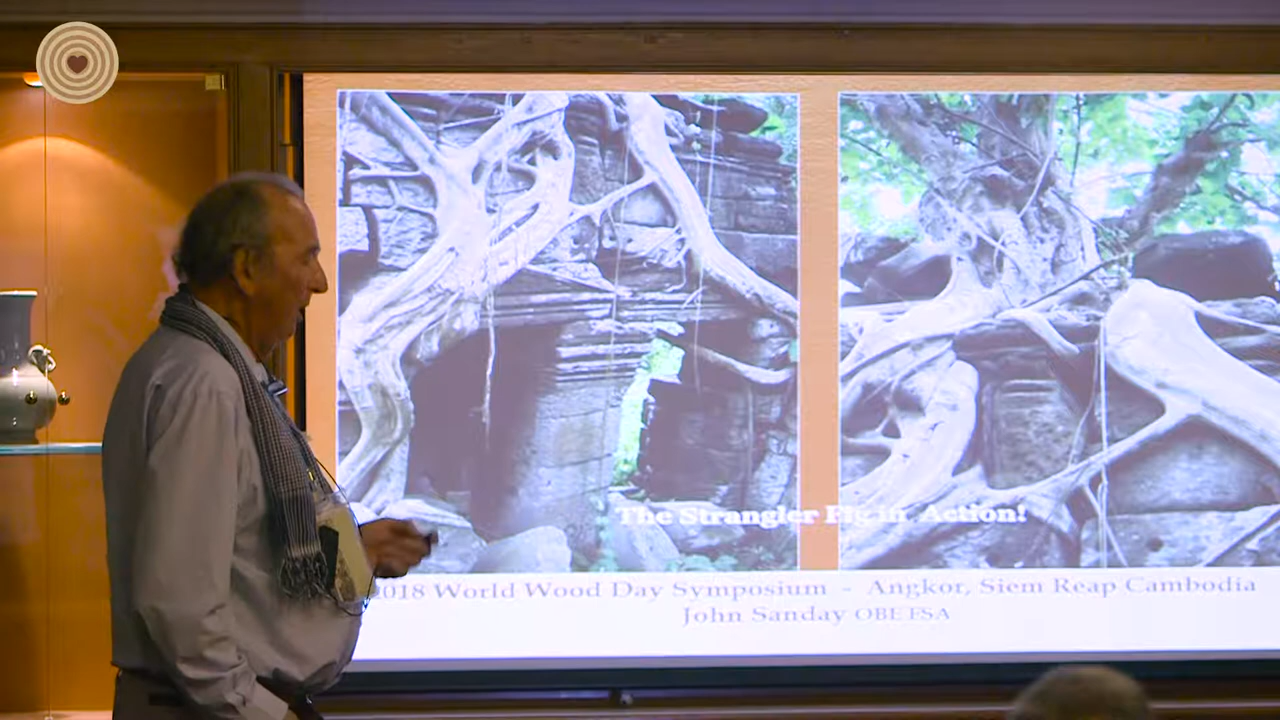 The Strangler Fig in Action!
2018 World Wood Day Symposium - Angkor, Siem Reap Cambodia
John Sanday OBE FSA